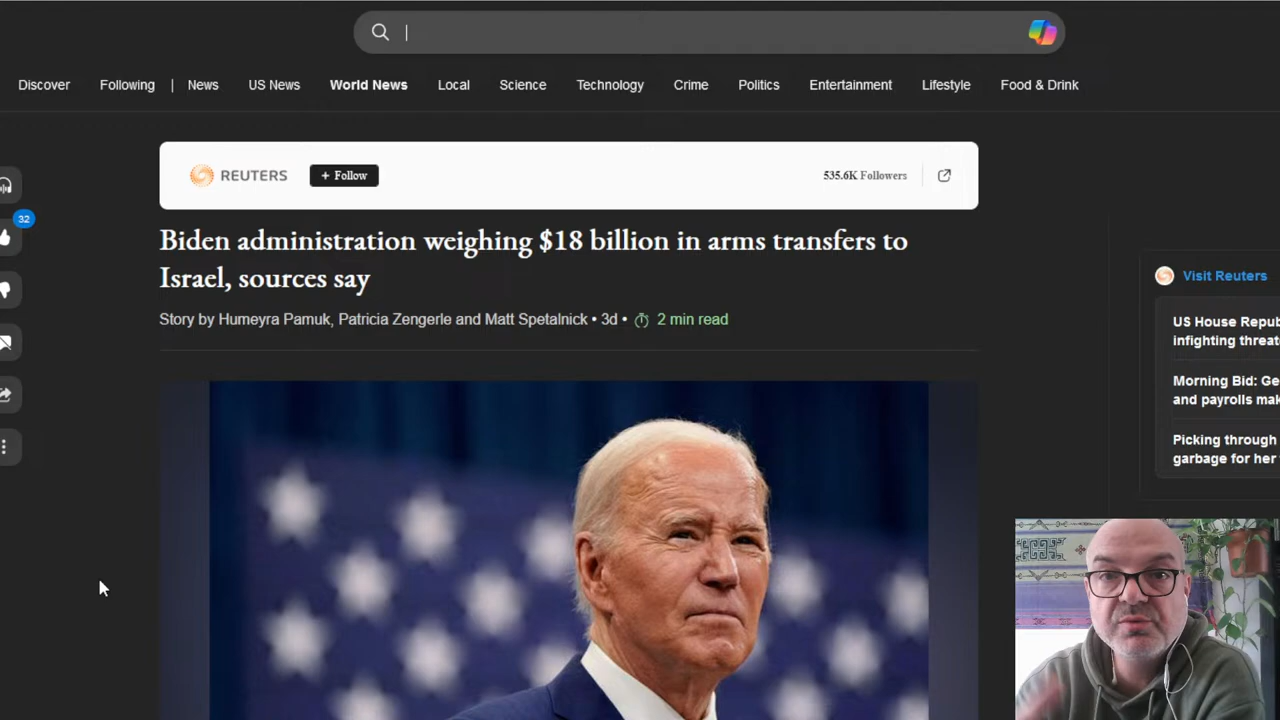 Discover Following | News US News World News Local Science Technology Crime Politics Entertainment Lifestyle Food & Drink
REUTERS + Follow 535.6K Followers
32
Biden administration weighing $18 billion in arms transfers to
Israel, sources say
Story by Humeyra Pamuk, Patricia Zengerle and Matt Spetalnick • 3d • 2 min read
Visit Reuters
US House Repub
infighting threate
Morning Bid: Ge
and payrolls mak
Picking through
garbage for her